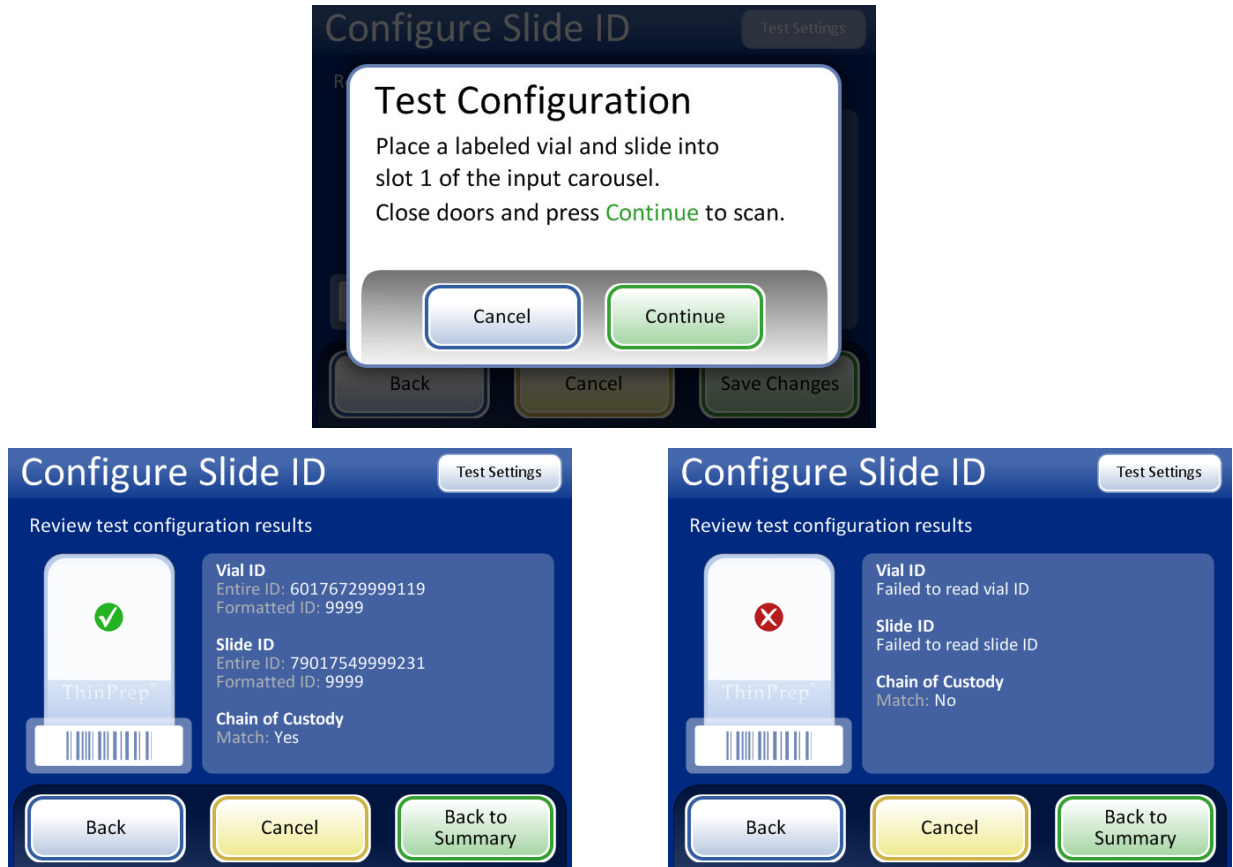 Configure Slide ID
Test Settings
R
Test Configuration
Place a labeled vial and slide into
slot 1 of the input carousel.
Close doors and press Continue to scan.
Cancel
Continue
Back
Cancel
Save Changes
Configure Slide ID
Test Settings
Review test configuration results
Vial ID
Entire ID: 60176729999119
Formatted ID: 9999
Slide ID
Entire ID: 79017549999231
Formatted ID: 9999
Chain of Custody
Match: Yes
ThinPrep®
Back
Cancel
Back to
Summary
Configure Slide ID
Test Settings
Review test configuration results
Vial ID
Failed to read vial ID
Slide ID
Failed to read slide ID
Chain of Custody
Match: No
ThinPrep®
Back
Cancel
Back to
Summary